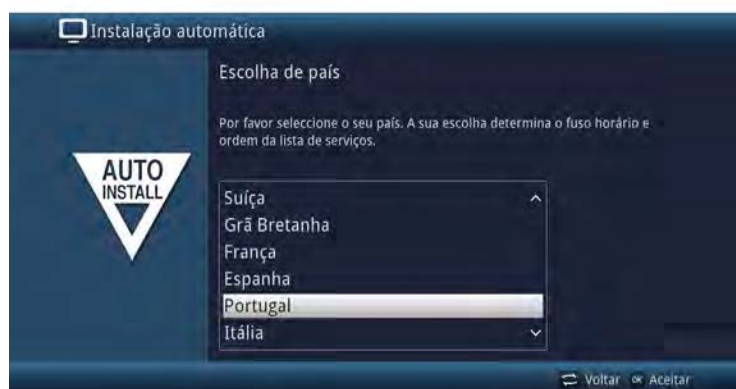 Instalação automática
Escolha de país
Por favor seleccione o seu país. A sua escolha determina o fuso horário e
ordem da lista de serviços.
AUTO
INSTALL
Suíça
Grã Bretanha
França
Espanha
Portugal
Itália
Voltar OK Aceitar